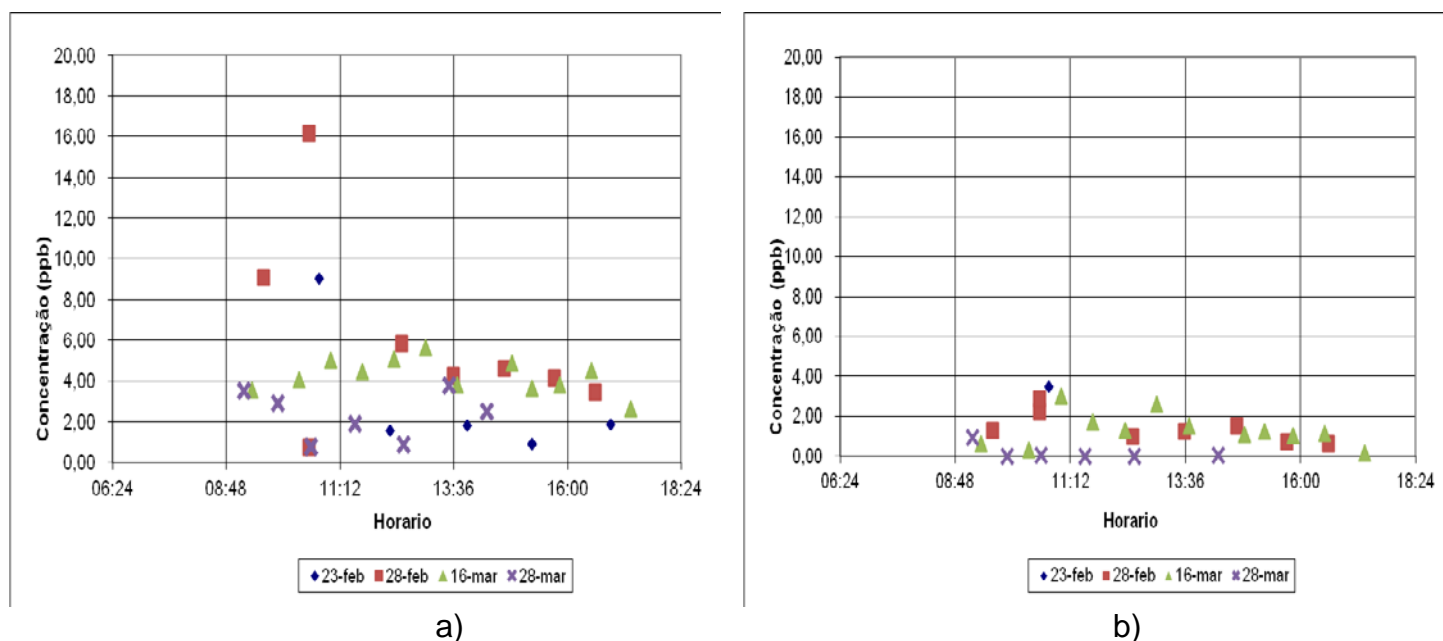 20,00
18,00
16,00
14,00
12,00
10,00
8,00
6,00
4,00
2,00
0,00
Concentração (ppb)
06:24 08:48 11:12 13:36 16:00 18:24
Horario
23-feb 28-feb 16-mar 28-mar
a)
20,00
18,00
16,00
14,00
12,00
10,00
8,00
6,00
4,00
2,00
0,00
Concentração (ppb)
06:24 08:48 11:12 13:36 16:00 18:24
Horario
23-feb 28-feb 16-mar 28-mar
b)